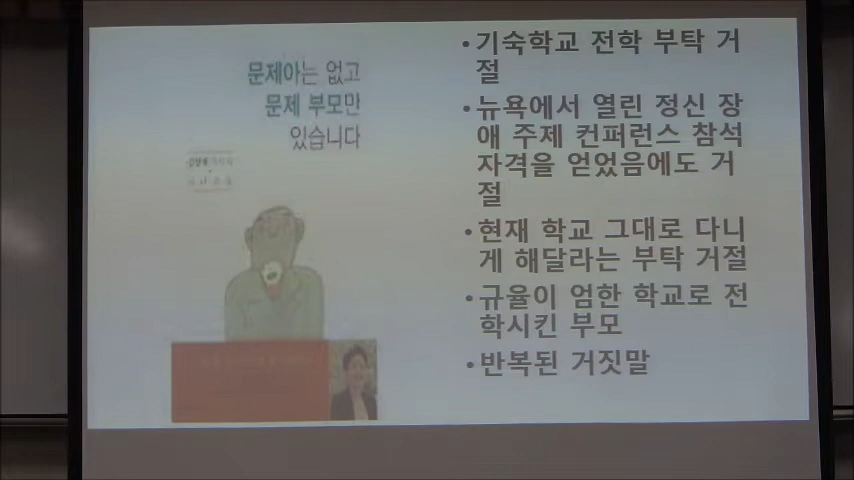 문제아는 없고
문제 부모만
있습니다
• 기숙학교 전학 부탁 거
절
• 뉴욕에서 열린 정신 장
애 주제 컨퍼런스 참석
자격을 얻었음에도 거
절
• 현재 학교 그대로 다니
게 해달라는 부탁 거절
• 규율이 엄한 학교로 전
학시킨 부모
• 반복된 거짓말